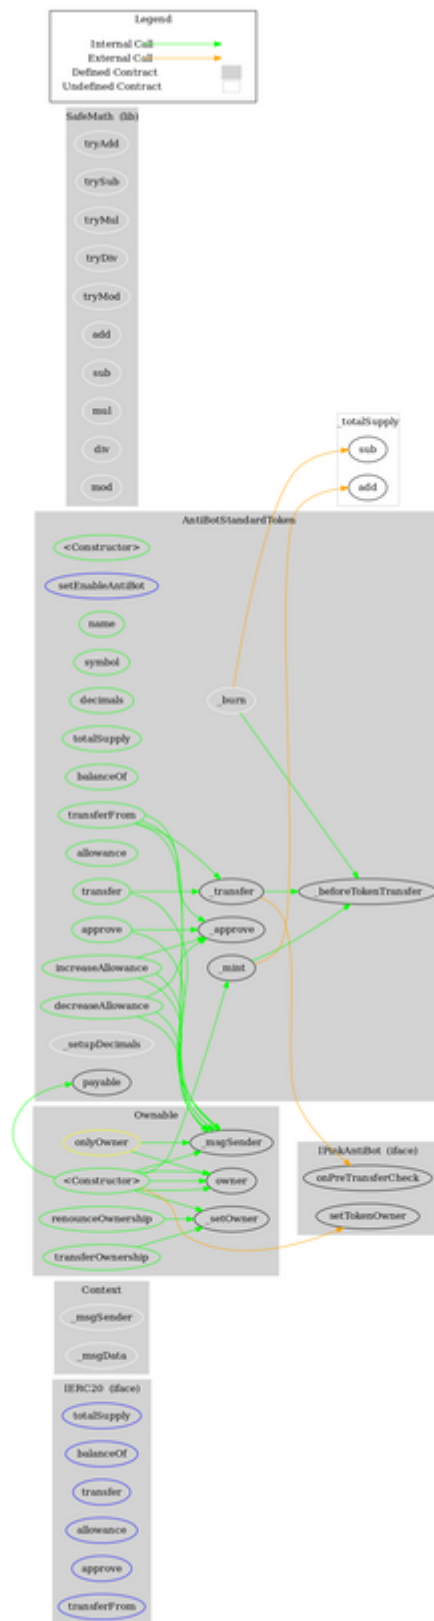 Legend
Internal Call
External Call
Defined Contract
Undefined Contract
SafeMath (lib)
tryAdd
trySub
tryMul
tryDiv
tryMod
add
sub
mul
div
mod
_totalSupply
sub
add
AntiBotStandardToken
<Constructor>
setEnableAntiBot
name
symbol
decimals
totalSupply
balanceOf
transferFrom
allowance
transfer
approve
increaseAllowance
decreaseAllowance
_setupDecimals
payable
_burn
_transfer
_approve
_mint
_beforeTokenTransfer
Ownable
onlyOwner
<Constructor>
renounceOwnership
transferOwnership
_msgSender
owner
_setOwner
IPinkAntiBot (iface)
onPreTransferCheck
setTokenOwner
Context
_msgSender
_msgData
IERC20 (iface)
totalSupply
balanceOf
transfer
allowance
approve
transferFrom